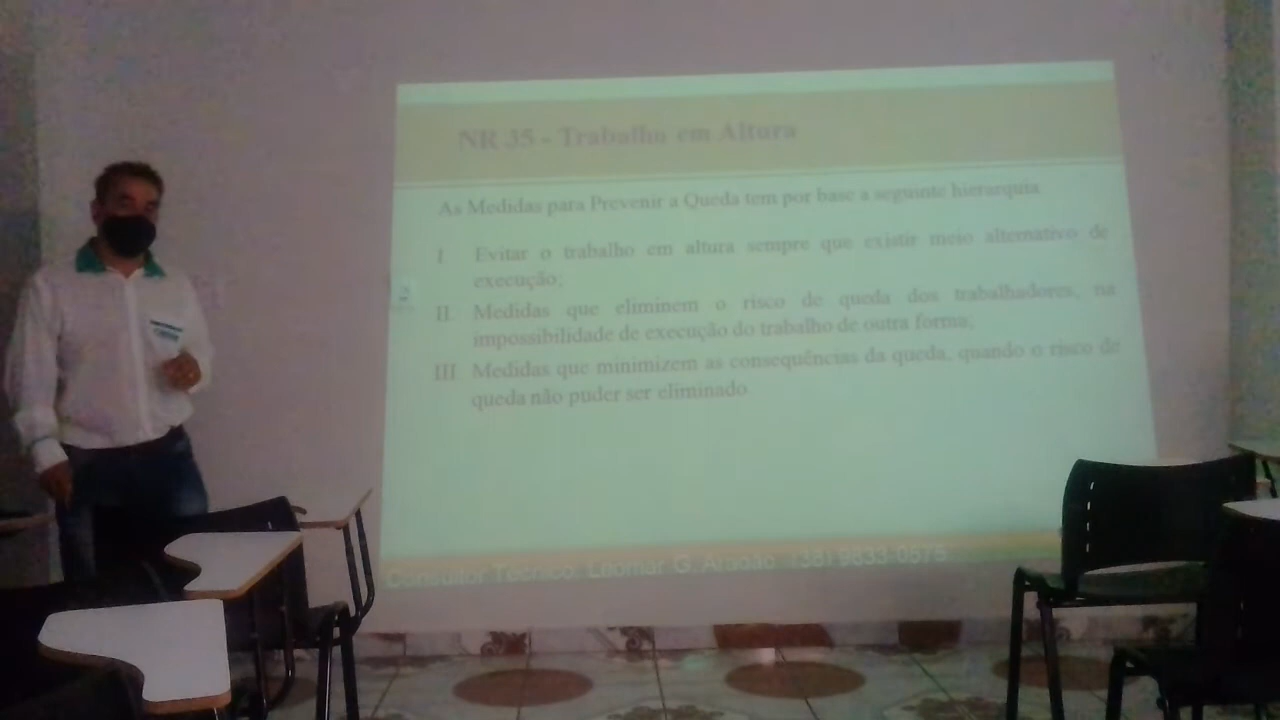 NR 35 - Trabalho em Altura
As Medidas para Prevenir a Queda tem por base a seguinte hierarquia
I Evitar o trabalho em altura sempre que existir meio alternativo de
execução;
II. Medidas que eliminem o risco de queda dos trabalhadores, na
impossibilidade de execução do trabalho de outra forma;
III. Medidas que minimizem as consequências da queda, quando o risco de
queda não puder ser eliminado
Consultor Técnico: Leomar G.